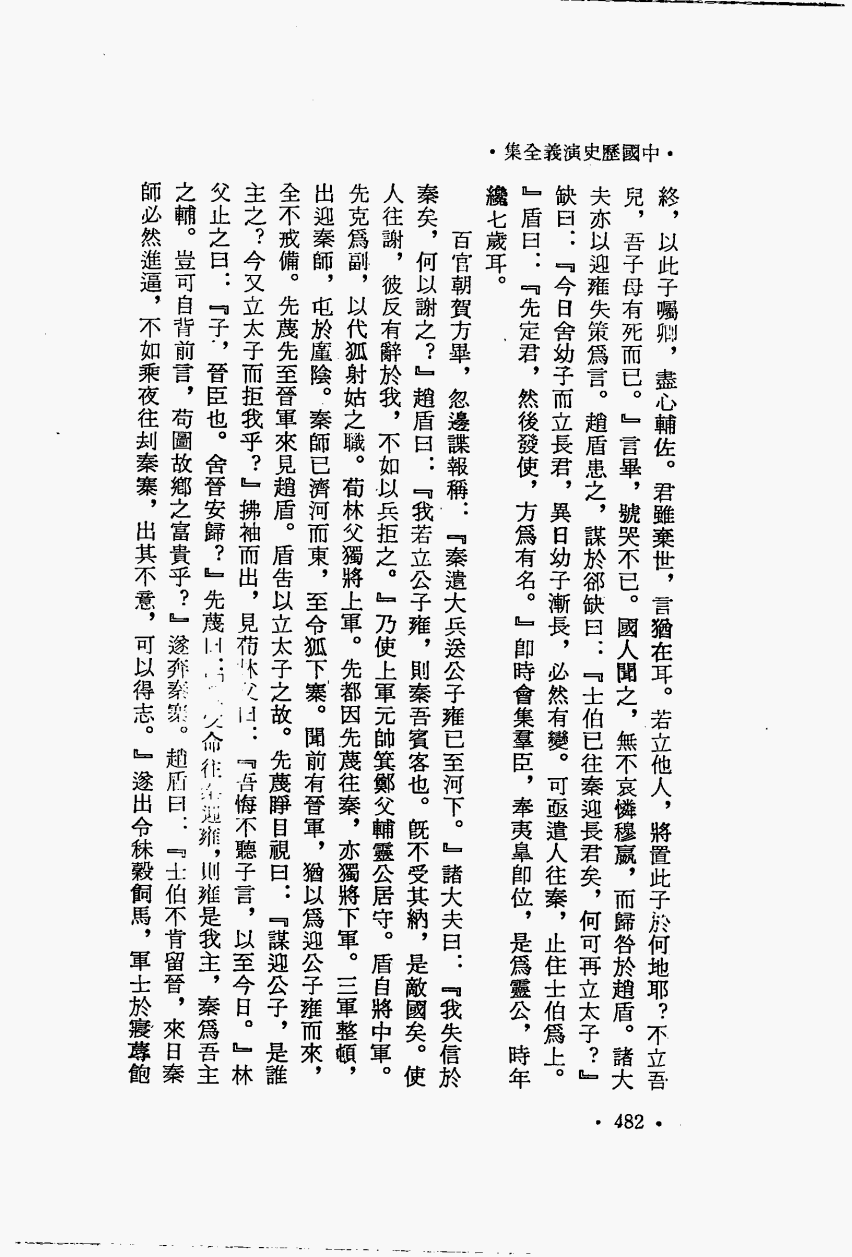 •中國歷史演義全集•
終，以此子囑卿，盡心輔佐。君雖棄世，言猶在耳。若立他人，將置此子於何地耶？不立吾
兒，吾子母有死而已。』言畢，號哭不已。國人聞之，無不哀憐穆嬴，而歸咎於趙盾。諸大
夫亦以迎雍失策爲言。趙盾患之，謀於郤缺曰：『士伯已往秦迎長君矣，何可再立太子？』
缺曰：『今日舍幼子而立長君，異日幼子漸長，必然有變。可亟遣人往秦，止住士伯爲上。
』盾曰：『先定君，然後發使，方爲有名。』卽時會集羣臣，奉夷臯卽位，是爲靈公，時年
纔七歲耳。
百官朝賀方畢，忽邊諜報稱：『秦遣大兵送公子雍已至河下。』諸大夫曰：『我失信於
秦矣，何以謝之？』趙盾曰：『我若立公子雍，則秦吾賓客也。旣不受其納，是敵國矣。使
人往謝，彼反有辭於我，不如以兵拒之。』乃使上軍元帥箕鄭父輔靈公居守。盾自將中軍。
先克爲副，以代狐射姑之職。荀林父獨將上軍。先都因先蔑往秦，亦獨將下軍。三軍整頓，
出迎秦師，屯於廑陰。秦師已濟河而東，至令狐下寨。聞前有晉軍，猶以爲迎公子雍而來，
全不戒備。先蔑先至晉軍來見趙盾。盾告以立太子之故。先蔑睜目視曰：『謀迎公子，是誰
主之？今又立太子而拒我乎？』拂袖而出，見荀林父曰：『吾悔不聽子言，以至今日。』林
父止之曰：『子，晉臣也。舍晉安歸？』先蔑曰：『命往秦迎雍，則雍是我主，秦爲吾主
之輔。豈可自背前言，苟圖故鄉之富貴乎？』遂奔秦寨。趙盾曰：『士伯不肯留晉，來日秦
師必然進逼，不如乘夜往刦秦寨，出其不意，可以得志。』遂出令秣穀飼馬，軍士於寢蓐飽
•482•